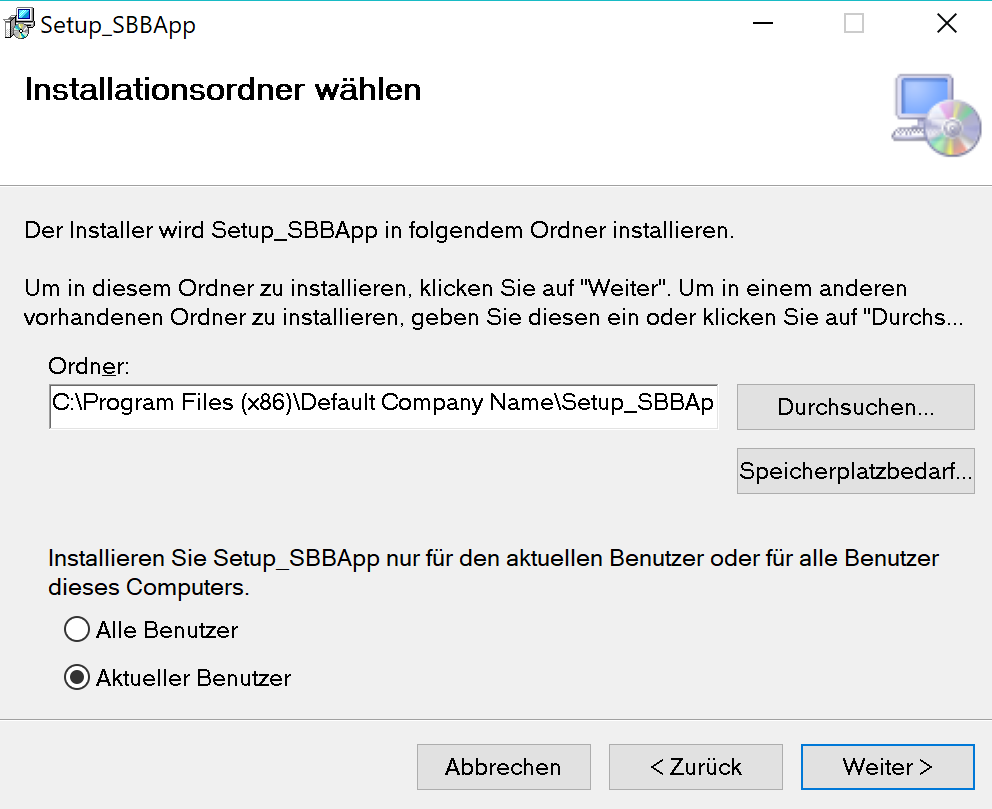 Setup_SBBApp
Installationsordner wählen
Der Installer wird Setup_SBBApp in folgendem Ordner installieren.
Um in diesem Ordner zu installieren, klicken Sie auf "Weiter". Um in einem anderen
vorhandenen Ordner zu installieren, geben Sie diesen ein oder klicken Sie auf "Durchs...
Ordner:
C:\Program Files (x86)\Default Company Name\Setup_SBBAp
Durchsuchen...
Speicherplatzbedarf...
Installieren Sie Setup_SBBApp nur für den aktuellen Benutzer oder für alle Benutzer
dieses Computers.
Alle Benutzer
Aktueller Benutzer
Abbrechen
< Zurück
Weiter >